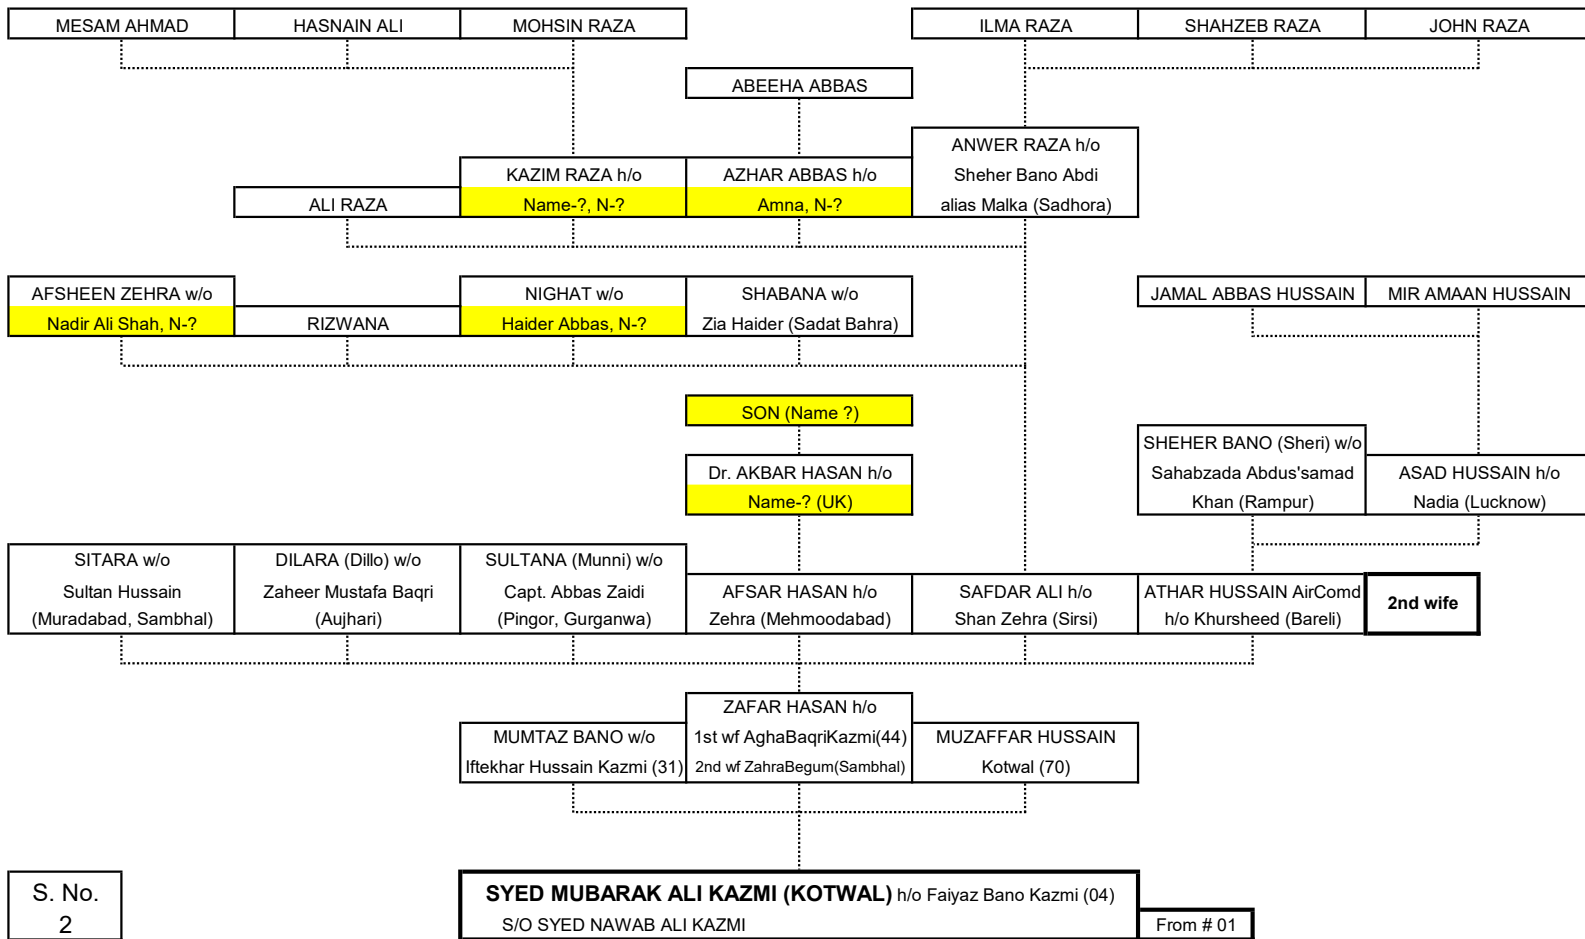 MESAM AHMAD
HASNAIN ALI
MOHSIN RAZA
ILMA RAZA
SHAHZEB RAZA
JOHN RAZA
ABEEHA ABBAS
ALI RAZA
KAZIM RAZA h/o
Name-?, N-?
AZHAR ABBAS h/o
Amna, N-?
ANWER RAZA h/o
Sheher Bano Abdi
alias Malka (Sadhora)
AFSHEEN ZEHRA w/o
Nadir Ali Shah, N-?
RIZWANA
NIGHAT w/o
Haider Abbas, N-?
SHABANA w/o
Zia Haider (Sadat Bahra)
JAMAL ABBAS HUSSAIN
MIR AMAAN HUSSAIN
SON (Name ?)
Dr. AKBAR HASAN h/o
Name-? (UK)
SHEHER BANO (Sheri) w/o
Sahabzada Abdus'samad
Khan (Rampur)
ASAD HUSSAIN h/o
Nadia (Lucknow)
SITARA w/o
Sultan Hussain
(Muradabad, Sambhal)
DILARA (Dillo) w/o
Zaheer Mustafa Baqri
(Aujhari)
SULTANA (Munni) w/o
Capt. Abbas Zaidi
(Pingor, Gurganwa)
AFSAR HASAN h/o
Zehra (Mehmoodabad)
SAFDAR ALI h/o
Shan Zehra (Sirsi)
ATHAR HUSSAIN AirComd
h/o Khursheed (Bareli)
2nd wife
MUMTAZ BANO w/o
Iftekhar Hussain Kazmi (31)
ZAFAR HASAN h/o
1st wf AghaBaqriKazmi(44)
2nd wf ZahraBegum(Sambhal)
MUZAFFAR HUSSAIN
Kotwal (70)
S. No.
2
SYED MUBARAK ALI KAZMI (KOTWAL) h/o Faiyaz Bano Kazmi (04)
S/O SYED NAWAB ALI KAZMI
From # 01